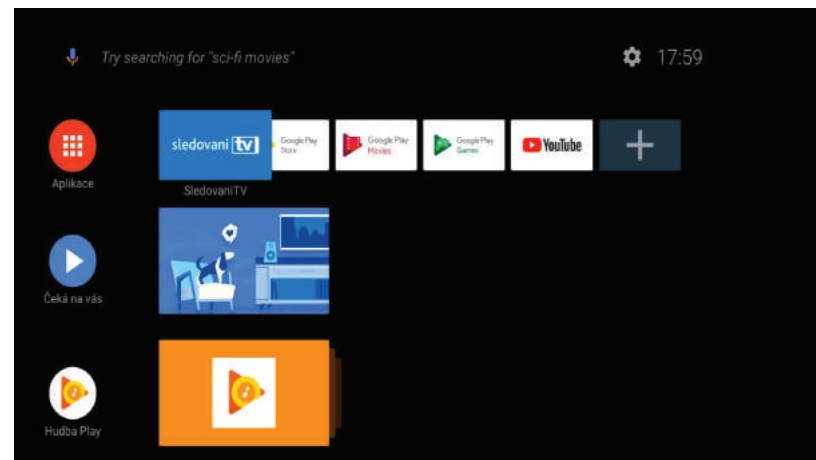 Try searching for "sci-fi movies"
17:59
Aplikace
sledovani tv
Google Play
Store
Google Play
Movies
Google Play
Games
YouTube
SledovaniTV
Čeká na vás
Hudba Play